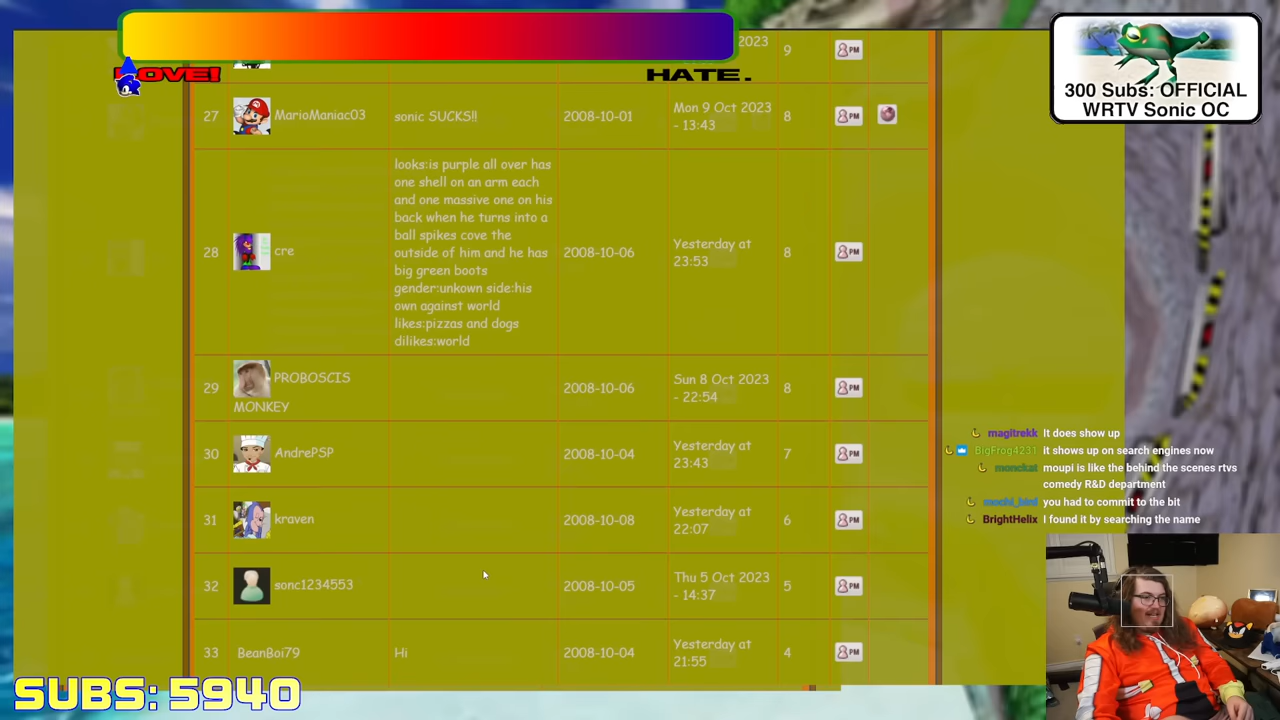 LOVE!
HATE.
300 Subs: OFFICIAL
WRTV Sonic OC
2023
9
PM
27
MarioManiac03
sonic SUCKS!!
2008-10-01
Mon 9 Oct 2023
- 13:43
8
PM
28
cre
looks:is purple all over has
one shell on an arm each
and one massive one on his
back when he turns into a
ball spikes cove the
outside of him and he has
big green boots
gender:unkown side:his
own against world
likes:pizzas and dogs
dilikes:world
2008-10-06
Yesterday at
23:53
8
PM
29
PROBOSCIS
MONKEY
2008-10-06
Sun 8 Oct 2023
- 22:54
8
PM
30
AndrePSP
2008-10-04
Yesterday at
23:43
7
PM
31
kraven
2008-10-08
Yesterday at
22:07
6
PM
32
sonc1234553
2008-10-05
Thu 5 Oct 2023
- 14:37
5
PM
33
BeanBoi79
Hi
2008-10-04
Yesterday at
21:55
4
PM
magitrekk It does show up
BigFrog4231 it shows up on search engines now
monckat moupi is like the behind the scenes rtvs
comedy R&D department
mochi_bird you had to commit to the bit
BrightHelix I found it by searching the name
SUBS: 5940